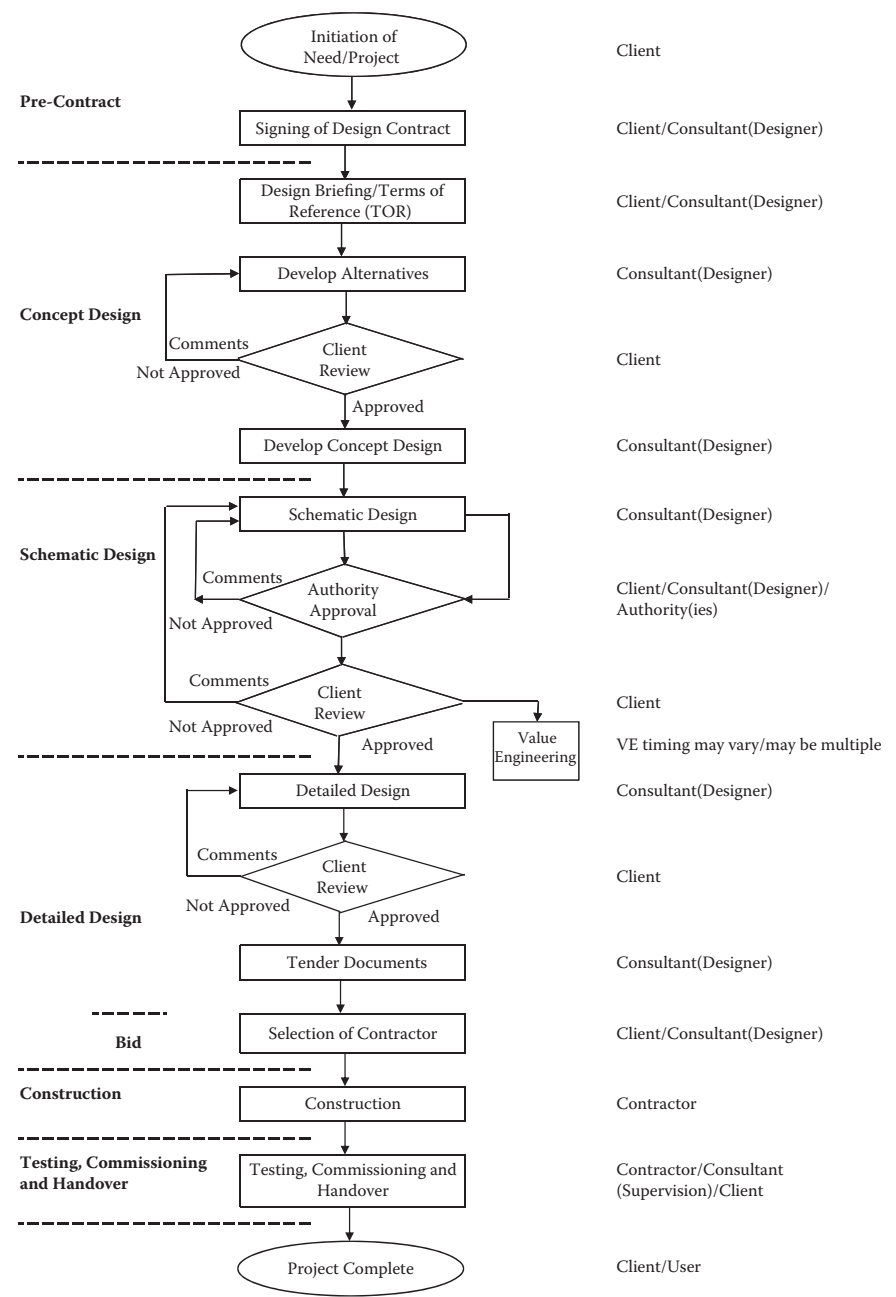 Initiation of
Need/Project
Client
Pre-Contract
Signing of Design Contract
Client/Consultant(Designer)
Design Briefing/Terms of
Reference (TOR)
Client/Consultant(Designer)
Develop Alternatives
Consultant(Designer)
Concept Design
Comments
Not Approved
Client
Review
Client
Approved
Develop Concept Design
Consultant(Designer)
Schematic Design
Consultant(Designer)
Schematic Design
Comments
Not Approved
Authority
Approval
Client/Consultant(Designer)/
Authority(ies)
Comments
Not Approved
Client
Review
Client
Approved
Value
Engineering
VE timing may vary/may be multiple
Detailed Design
Consultant(Designer)
Comments
Not Approved
Client
Review
Client
Approved
Detailed Design
Tender Documents
Consultant(Designer)
Bid
Selection of Contractor
Client/Consultant(Designer)
Construction
Construction
Contractor
Testing, Commissioning
and Handover
Testing, Commissioning and
Handover
Contractor/Consultant
(Supervision)/Client
Project Complete
Client/User